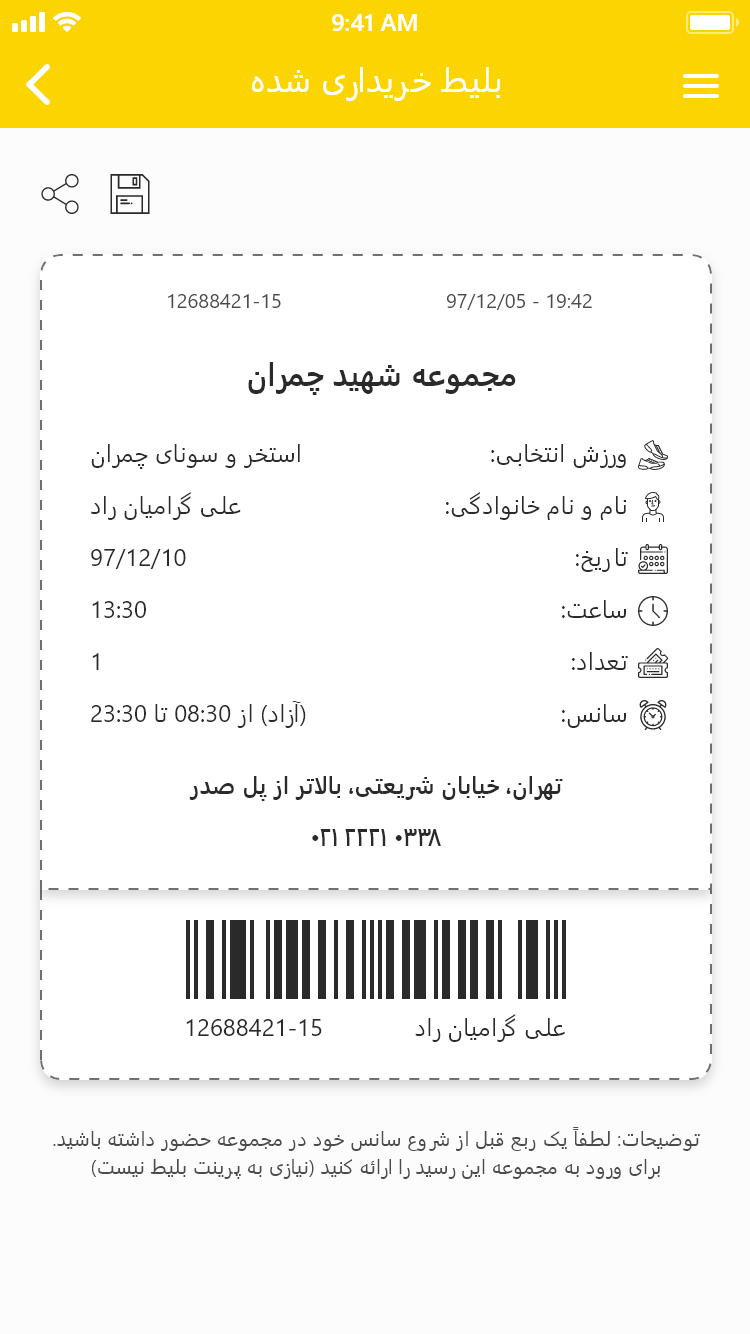 9:41 AM
بلیط خریداری شده
97/12/05 - 19:42
12688421-15
مجموعه شهید چمران
ورزش انتخابی: استخر و سونای چمران
نام و نام خانوادگی: علی گرامیان راد
تاریخ: 97/12/10
ساعت: 13:30
تعداد: 1
سانس: (آزاد) از 08:30 تا 23:30
تهران، خیابان شریعتی، بالاتر از پل صدر
۰۲۱ ۲۲۲۱ ۰۳۳۸
علی گرامیان راد 12688421-15
توضیحات: لطفاً یک ربع قبل از شروع سانس خود در مجموعه حضور داشته باشید.
برای ورود به مجموعه این رسید را ارائه کنید (نیازی به پرینت بلیط نیست)